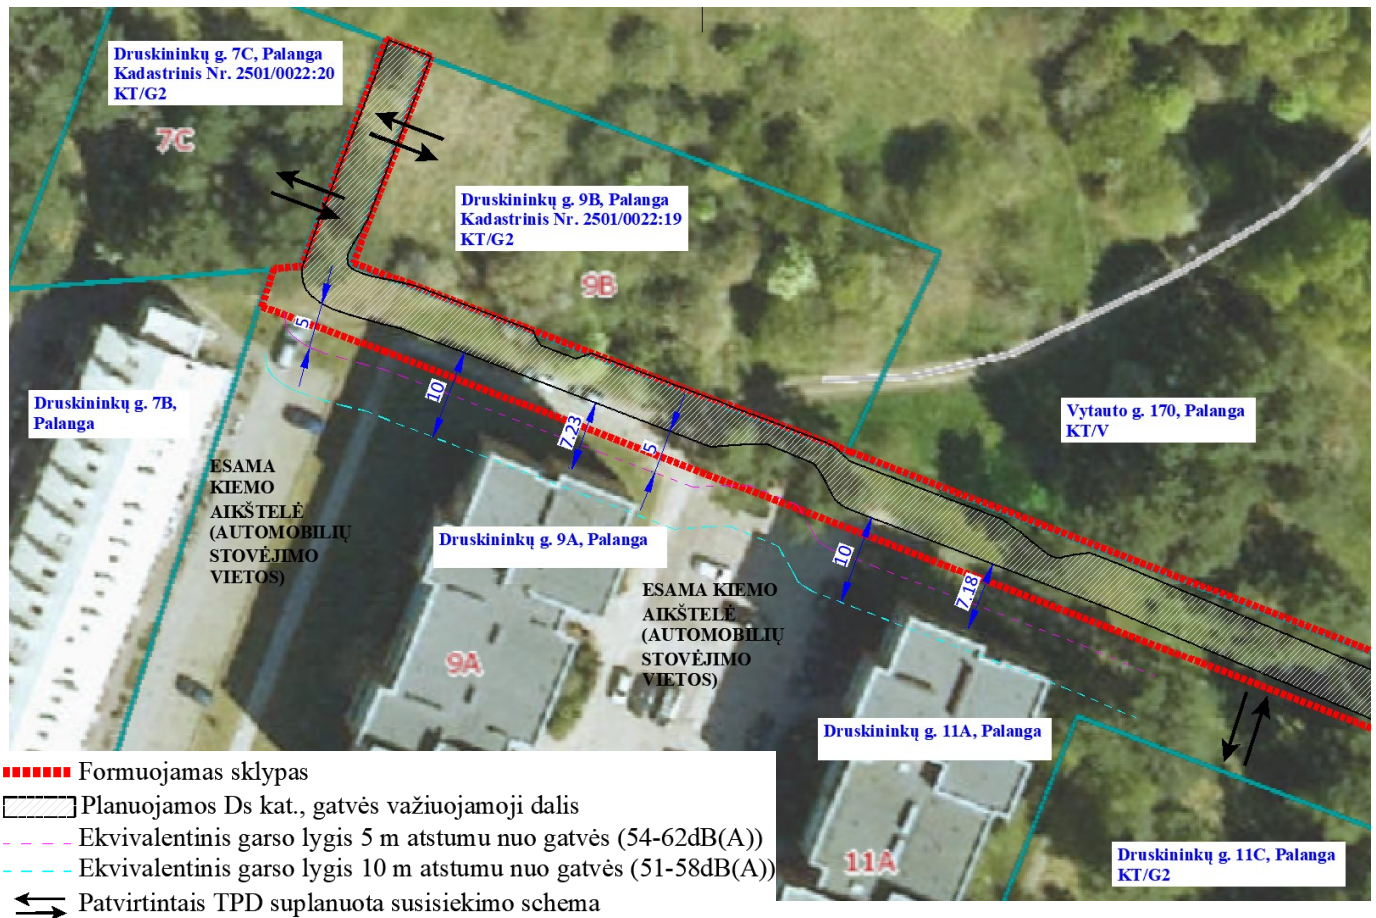 Druskininkų g. 7C, Palanga
Kadastrinis Nr. 2501/0022:20
KT/G2
7C
Druskininkų g. 9B, Palanga
Kadastrinis Nr. 2501/0022:19
KT/G2
9B
5
10
7.23
5
Druskininkų g. 7B,
Palanga
Vytauto g. 170, Palanga
KT/V
ESAMA
KIEMO
AIKŠTELĖ
(AUTOMOBILIŲ
STOVĖJIMO
VIETOS)
Druskininkų g. 9A, Palanga
10
7.18
ESAMA KIEMO
AIKŠTELĖ
(AUTOMOBILIŲ
STOVĖJIMO
VIETOS)
9A
Druskininkų g. 11A, Palanga
11A
Druskininkų g. 11C, Palanga
KT/G2
Formuojamas sklypas
Planuojamos Ds kat., gatvės važiuojamoji dalis
Ekvivalentinis garso lygis 5 m atstumu nuo gatvės (54-62dB(A))
Ekvivalentinis garso lygis 10 m atstumu nuo gatvės (51-58dB(A))
Patvirtintais TPD suplanuota susisiekimo schema